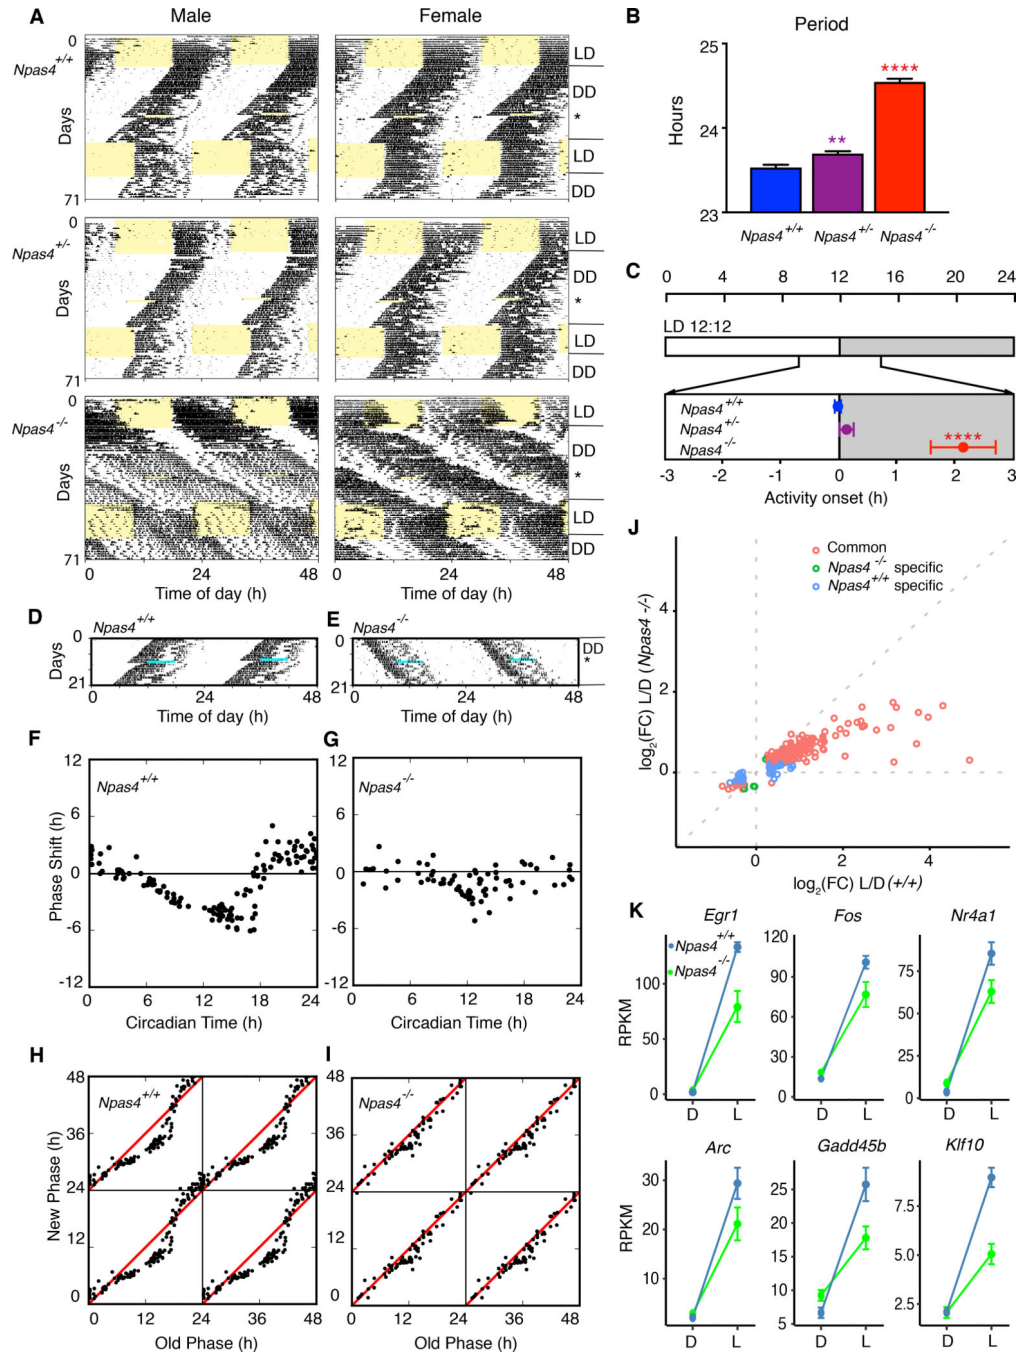 A
Male
Female
Npas4+/+
0
Days
71
LD
DD
*
LD
DD
Npas4+/-
0
Days
71
LD
DD
*
LD
DD
Npas4-/-
0
Days
71
LD
DD
*
LD
DD
0 24 48
0 24 48
Time of day (h)
Time of day (h)
B
Period
25
24
23
Hours
**
****
Npas4+/+ Npas4+/- Npas4-/-
C
0 4 8 12 16 20 24
LD 12:12
Npas4+/+
Npas4+/-
Npas4-/-
****
-3 -2 -1 0 1 2 3
Activity onset (h)
D
Npas4+/+
0
Days
21
0 24 48
Time of day (h)
E
Npas4-/-
0
21
DD
*
0 24 48
Time of day (h)
F
Npas4+/+
12
6
0
-6
-12
Phase Shift (h)
0 6 12 18 24
Circadian Time (h)
G
Npas4-/-
12
6
0
-6
-12
0 6 12 18 24
Circadian Time (h)
H
Npas4+/+
48
36
24
12
0
New Phase (h)
0 12 24 36 48
Old Phase (h)
I
Npas4-/-
48
36
24
12
0
0 12 24 36 48
Old Phase (h)
J
Common
Npas4-/- specific
Npas4+/+ specific
4
2
0
log2(FC) L/D (Npas4 -/-)
0 2 4
log2(FC) L/D(+/+)
K
Egr1
Npas4+/+
Npas4-/-
100
50
0
RPKM
D L
Fos
120
90
60
30
0
D L
Nr4a1
75
50
25
0
D L
Arc
30
20
10
RPKM
D L
Gadd45b
25
20
15
10
5
D L
Klf10
7.5
5.0
2.5
D L